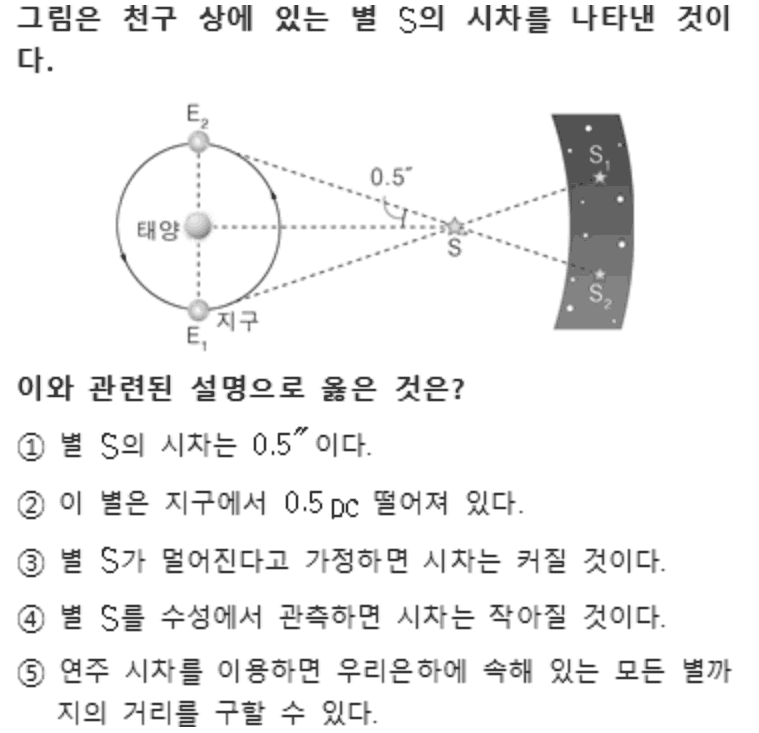 그림은 천구 상에 있는 별 S의 시차를 나타낸 것이
다.
E₂
0.5″
S₁
태양
S
S₂
지구
E₁
이와 관련된 설명으로 옳은 것은?
① 별 S의 시차는 0.5″이다.
② 이 별은 지구에서 0.5 pc 떨어져 있다.
③ 별 S가 멀어진다고 가정하면 시차는 커질 것이다.
④ 별 S를 수성에서 관측하면 시차는 작아질 것이다.
⑤ 연주 시차를 이용하면 우리은하에 속해 있는 모든 별까
지의 거리를 구할 수 있다.